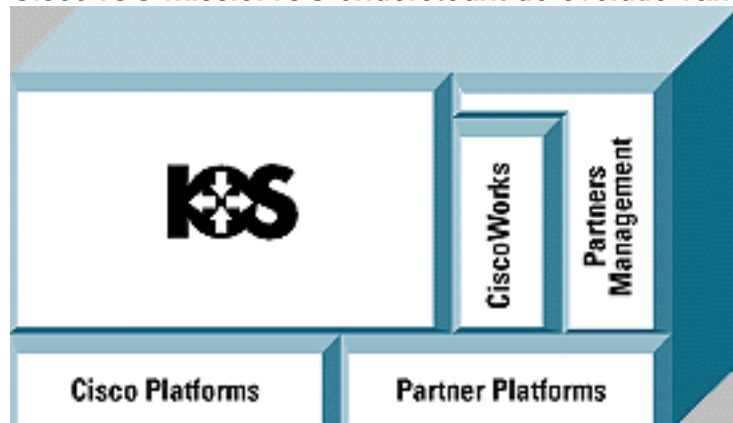 IOS
CiscoWorks
Partners
Management
Cisco Platforms
Partner Platforms